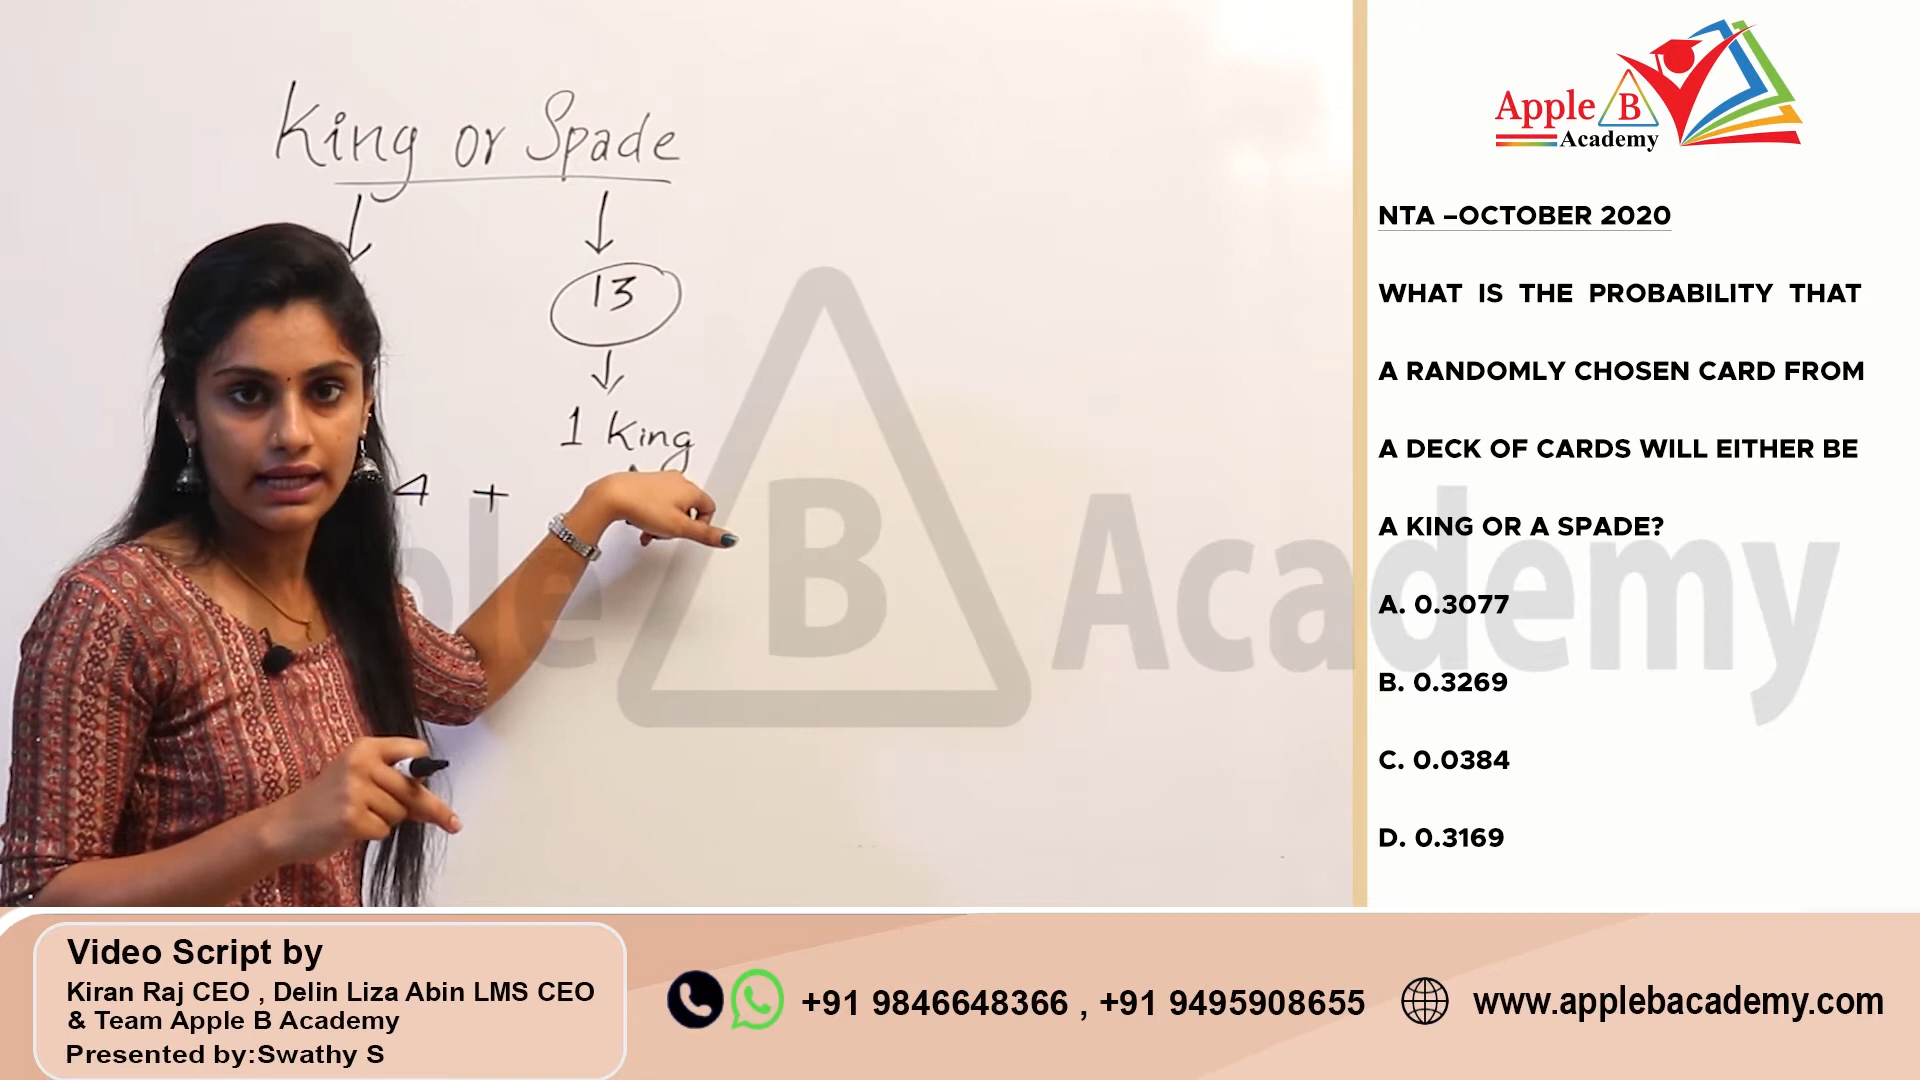 King or Spade
13
1 King
4 +
Apple B
Academy
NTA –OCTOBER 2020
WHAT IS THE PROBABILITY THAT
A RANDOMLY CHOSEN CARD FROM
A DECK OF CARDS WILL EITHER BE
A KING OR A SPADE?
A. 0.3077
B. 0.3269
C. 0.0384
D. 0.3169
B Academy
Video Script by
Kiran Raj CEO , Delin Liza Abin LMS CEO
& Team Apple B Academy
Presented by:Swathy S
+91 9846648366 , +91 9495908655
www.applebacademy.com